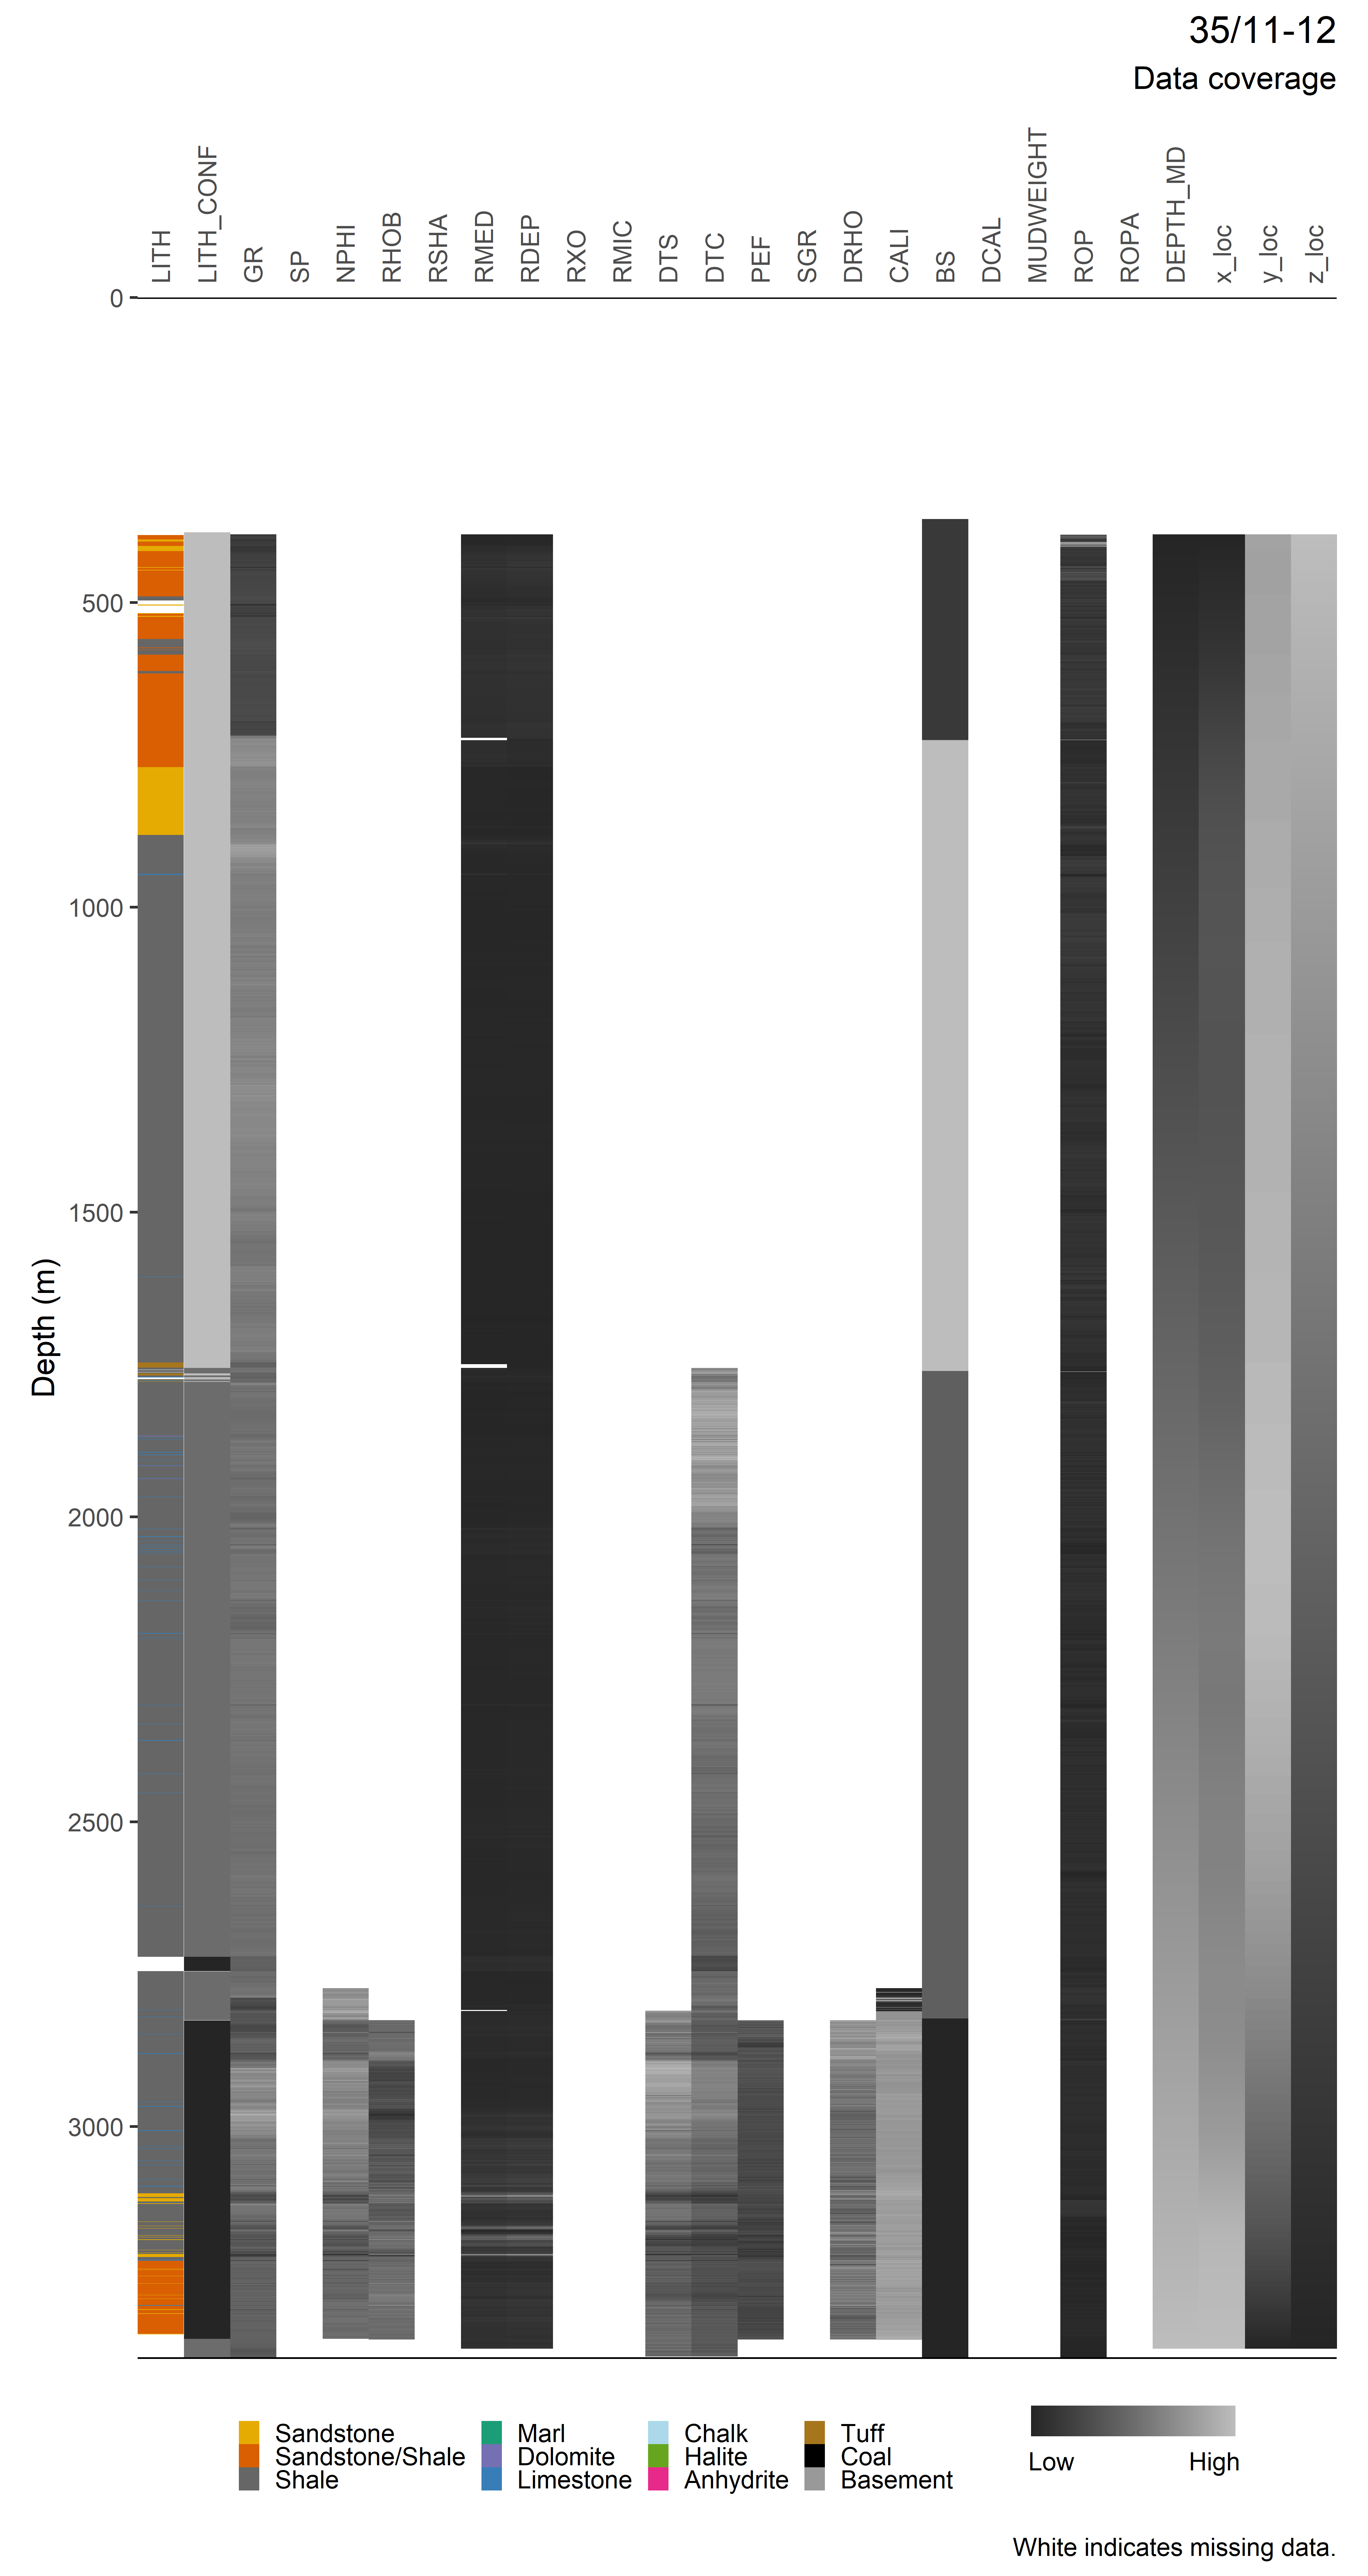 35/11-12
Data coverage
LITH
LITH_CONF
GR
SP
NPHI
RHOB
RSHA
RMED
RDEP
RXO
RMIC
DTS
DTC
PEF
SGR
DRHO
CALI
BS
DCAL
MUDWEIGHT
ROP
ROPA
DEPTH_MD
x_loc
y_loc
z_loc
0
500
1000
1500
2000
2500
3000
Depth (m)
Sandstone
Sandstone/Shale
Shale
Marl
Dolomite
Limestone
Chalk
Halite
Anhydrite
Tuff
Coal
Basement
Low High
White indicates missing data.